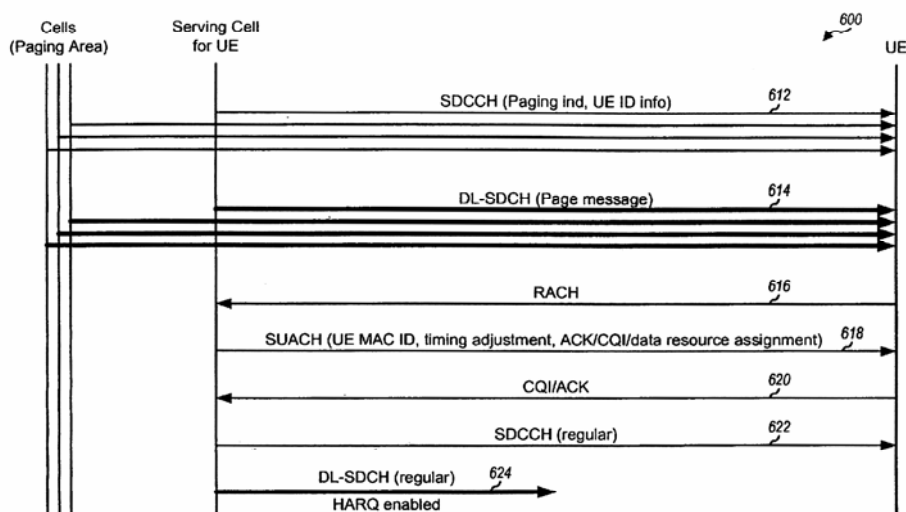 600
Cells
(Paging Area)
Serving Cell
for UE
UE
SDCCH (Paging ind, UE ID info)
612
DL-SDCH (Page message)
614
RACH
616
SUACH (UE MAC ID, timing adjustment, ACK/CQI/data resource assignment)
618
CQI/ACK
620
SDCCH (regular)
622
DL-SDCH (regular)
624
HARQ enabled